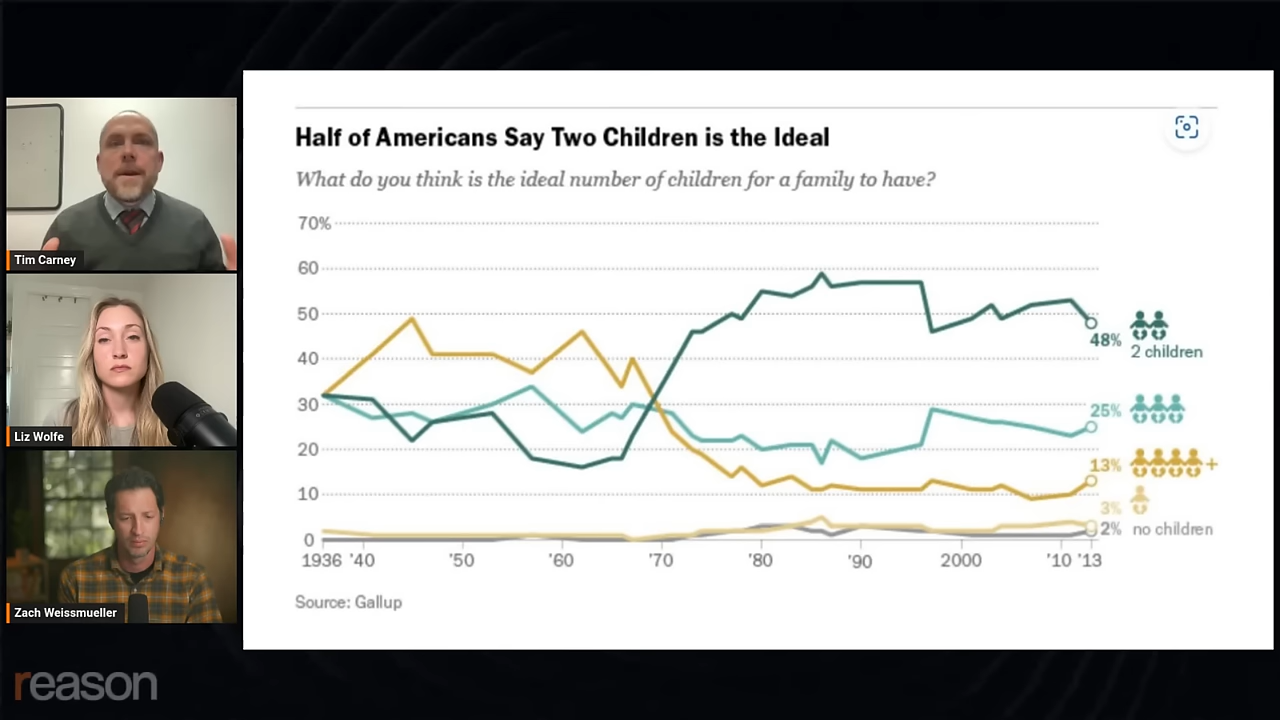 Half of Americans Say Two Children is the Ideal
What do you think is the ideal number of children for a family to have?
70%
60
50
40
30
20
10
0
48%
2 children
25%
13%
+
3%
2% no children
1936 '40 '50 '60 '70 '80 '90 2000 '10 '13
Source: Gallup
Tim Carney
Liz Wolfe
Zach Weissmueller
reason